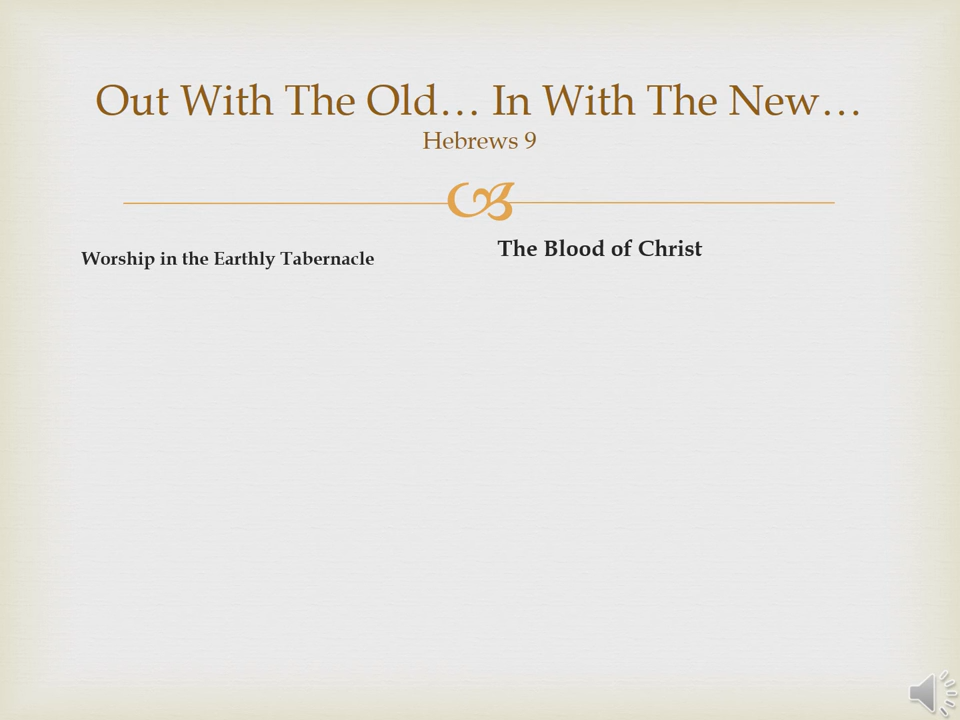 Out With The Old… In With The New…
Hebrews 9
Worship in the Earthly Tabernacle
The Blood of Christ